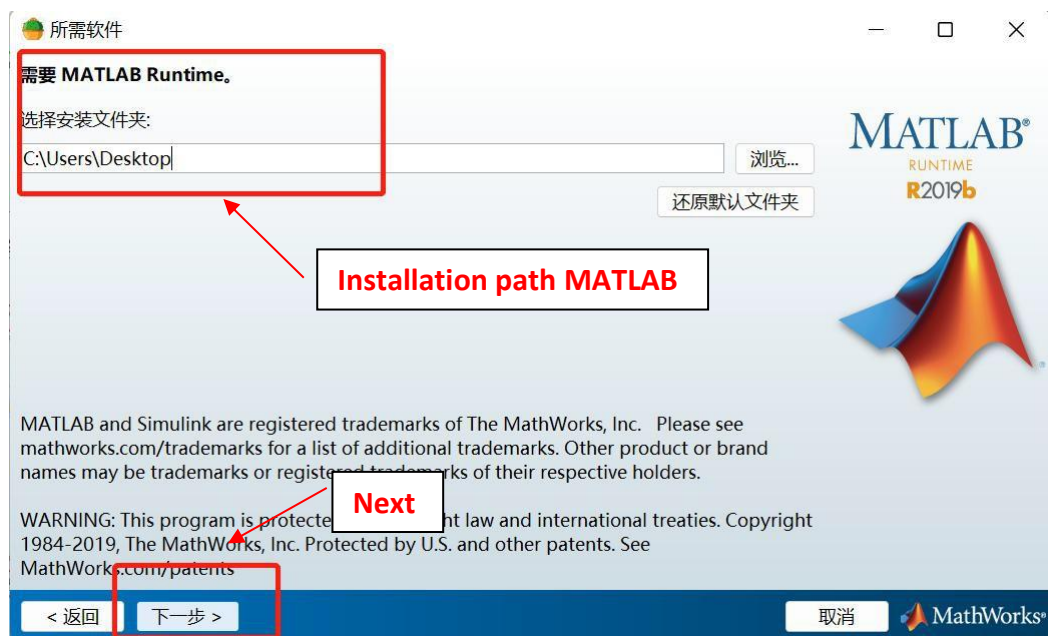 所需软件
需要 MATLAB Runtime。
选择安装文件夹:
C:\Users\Desktop
浏览...
还原默认文件夹
MATLAB®
RUNTIME
R2019b
Installation path MATLAB
MATLAB and Simulink are registered trademarks of The MathWorks, Inc. Please see
mathworks.com/trademarks for a list of additional trademarks. Other product or brand
names may be trademarks or registered trademarks of their respective holders.
Next
WARNING: This program is protecte ht law and international treaties. Copyright
1984-2019, The MathWorks, Inc. Protected by U.S. and other patents. See
MathWorks.com/patents
< 返回
下一步 >
取消
MathWorks®